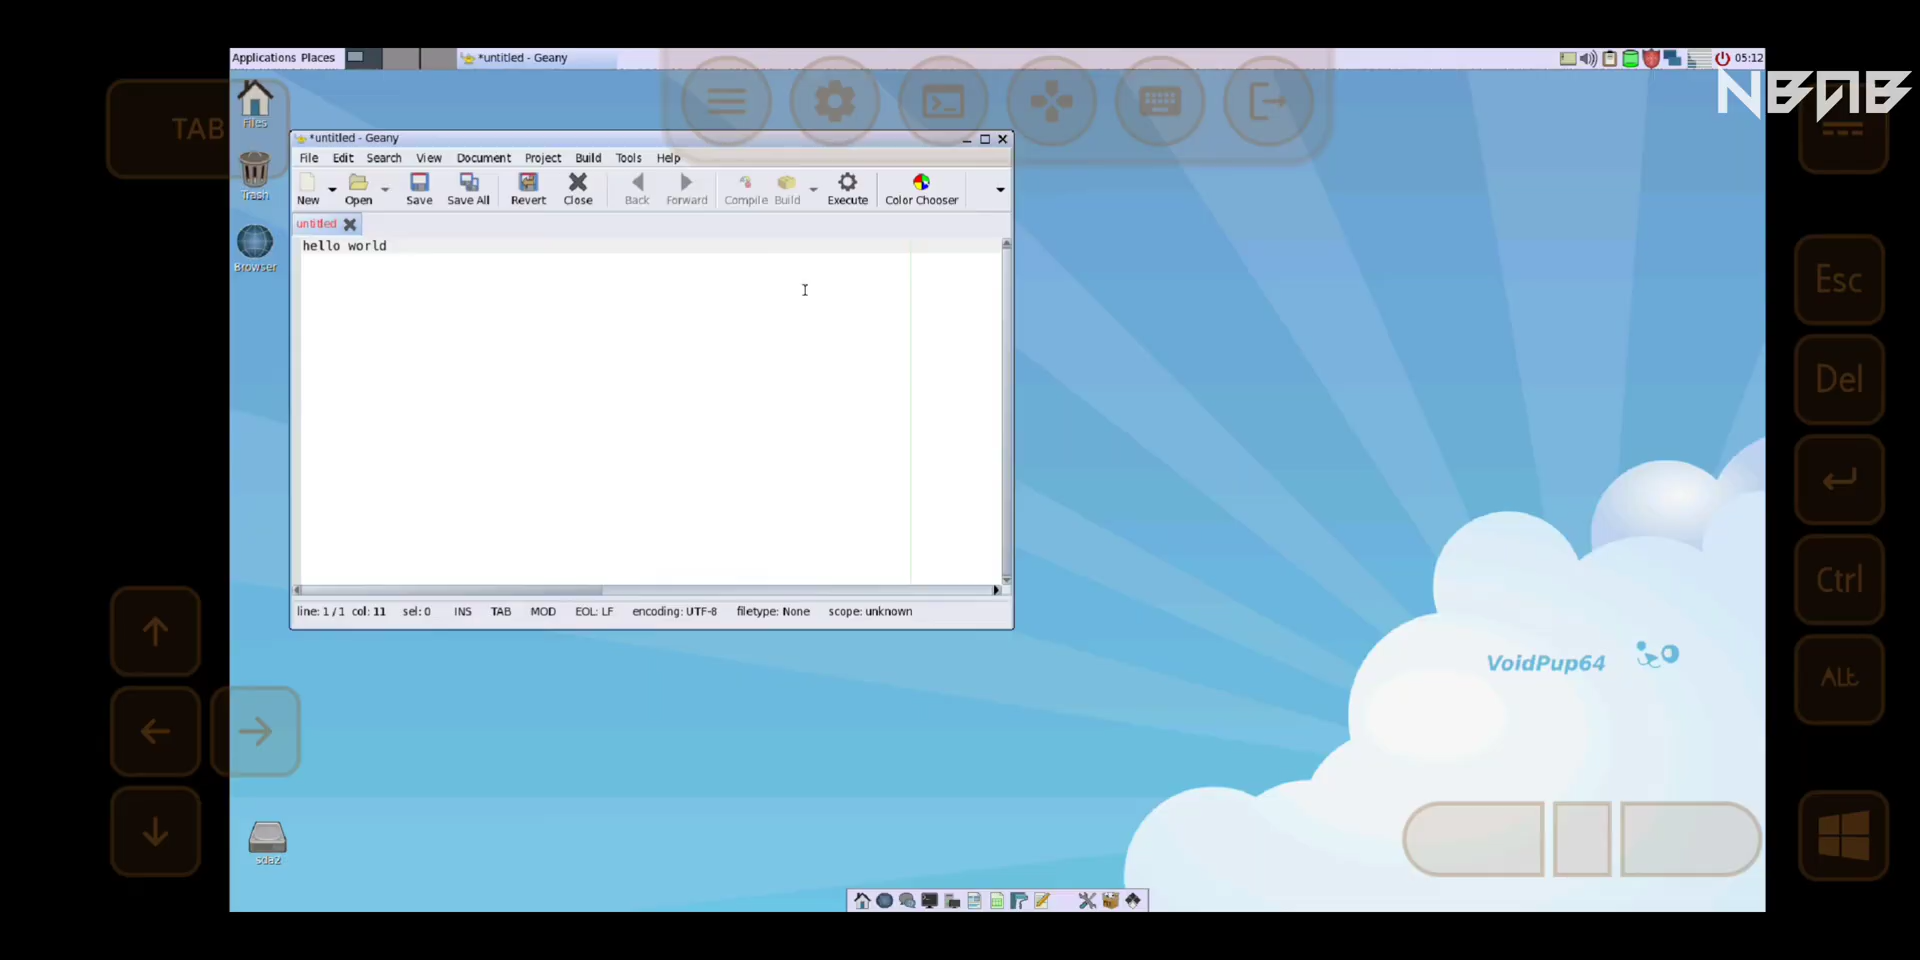 Applications Places
*untitled - Geany
05:12
NBAB
TAB
Files
Trash
Browser
*untitled - Geany
File Edit Search View Document Project Build Tools Help
New Open Save Save All Revert Close Back Forward Compile Build Execute Color Chooser
untitled
hello world
line: 1 / 1 col: 11 sel: 0 INS TAB MOD EOL: LF encoding: UTF-8 filetype: None scope: unknown
Esc
Del
Ctrl
ALt
VoidPup64
sda2